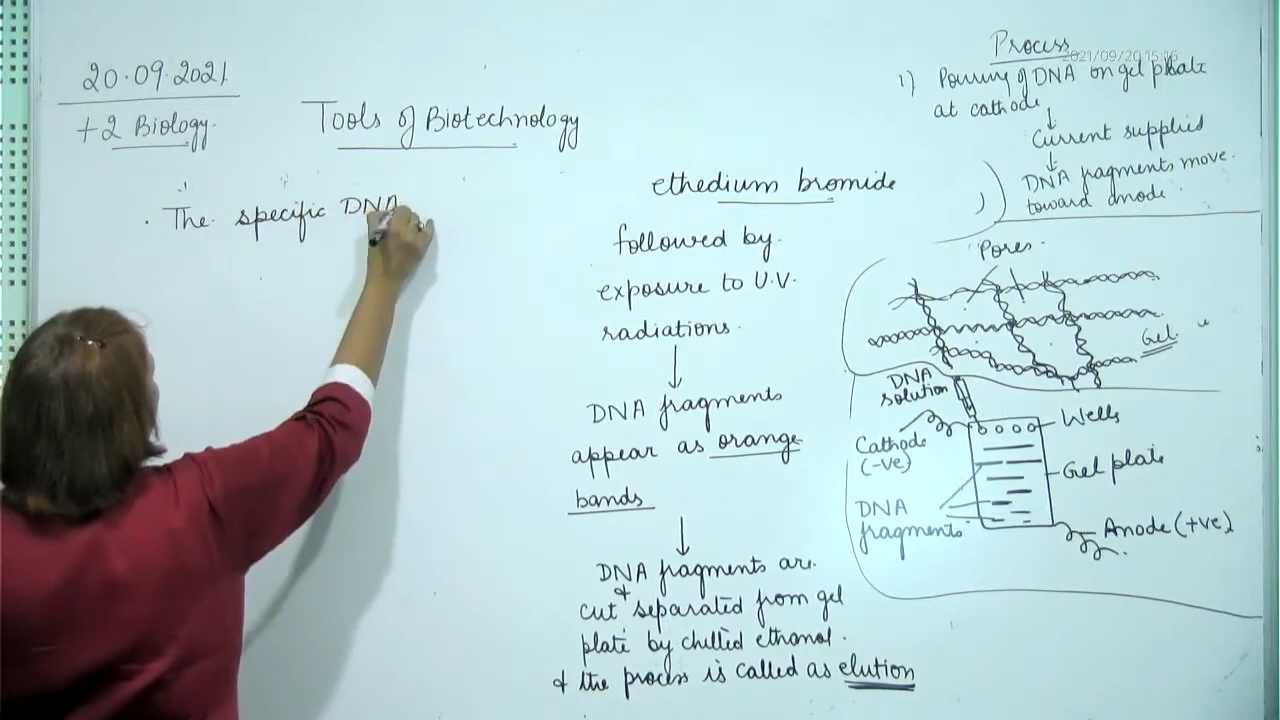 20.09.2021
+2 Biology.
Tools of Biotechnology
. The specific DNA
ethedium bromide
followed by
exposure to U.V.
radiations.
DNA fragments
appear as orange
bands
DNA fragments are
cut & separated from gel
plate by chilled ethanol.
& the process is called as elution
Process
2021/09/20 15:16
1) Pouring of DNA on gel plate
at cathode
Current supplied
DNA fragments move
toward anode.
Pores.
Gel.
DNA
solution
Wells
Cathode
(-ve)
Gel plate
DNA
fragments
Anode (+ve)